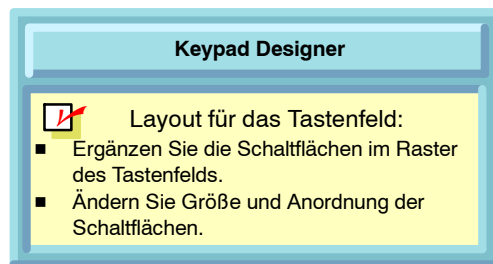 Keypad Designer
Layout für das Tastenfeld:
■ Ergänzen Sie die Schaltflächen im Raster
des Tastenfelds.
■ Ändern Sie Größe und Anordnung der
Schaltflächen.